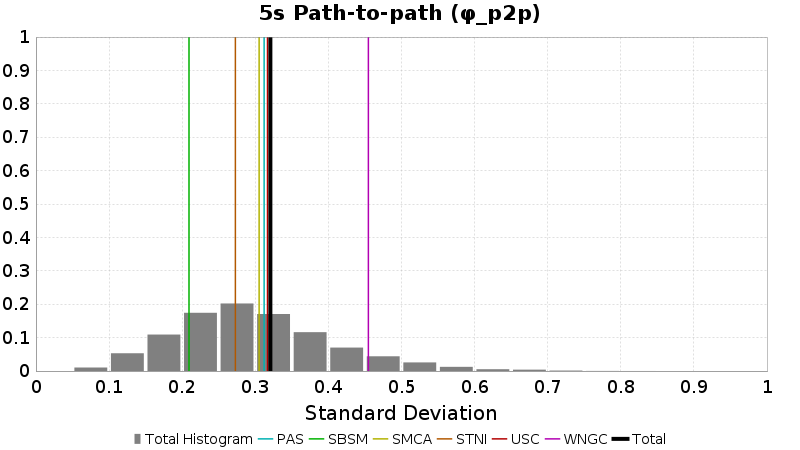 5s Path-to-path (φ_p2p)
1
0.9
0.8
0.7
0.6
0.5
0.4
0.3
0.2
0.1
0
0 0.1 0.2 0.3 0.4 0.5 0.6 0.7 0.8 0.9 1
Standard Deviation
Total Histogram PAS SBSM SMCA STNI USC WNGC Total